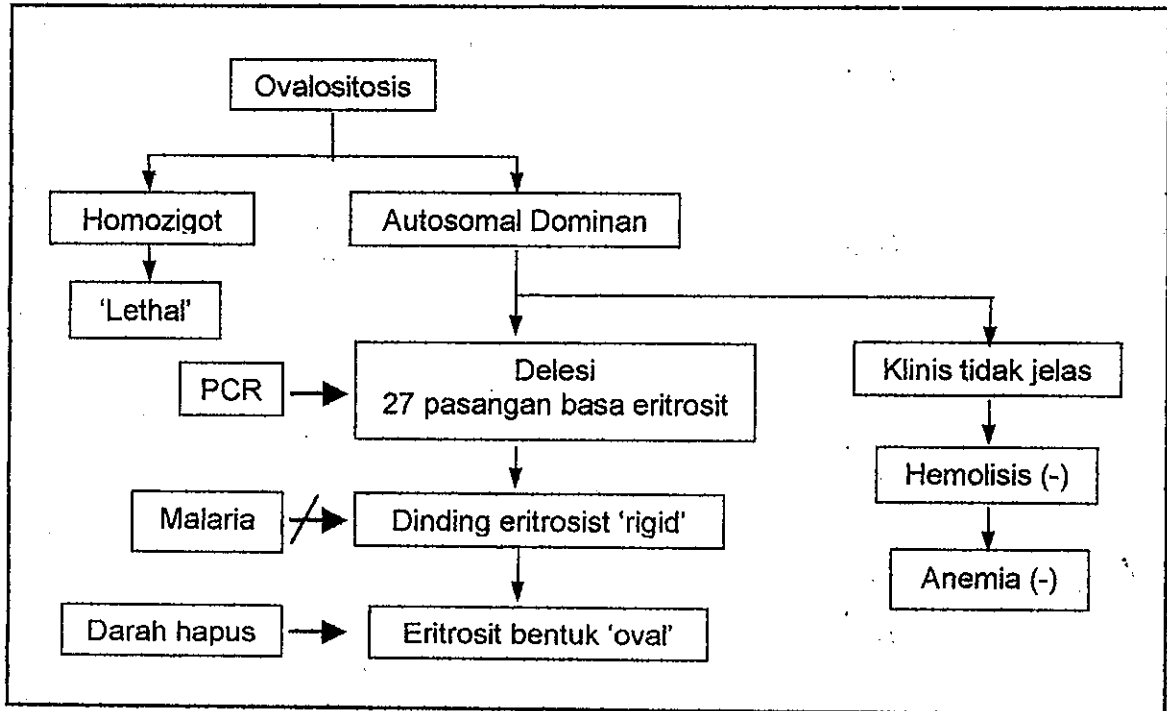 Ovalositosis
Homozigot
Autosomal Dominan
'Lethal'
PCR
Delesi
27 pasangan basa eritrosit
Klinis tidak jelas
Malaria
Dinding eritrosist 'rigid'
Hemolisis (-)
Darah hapus
Eritrosit bentuk 'oval'
Anemia (-)